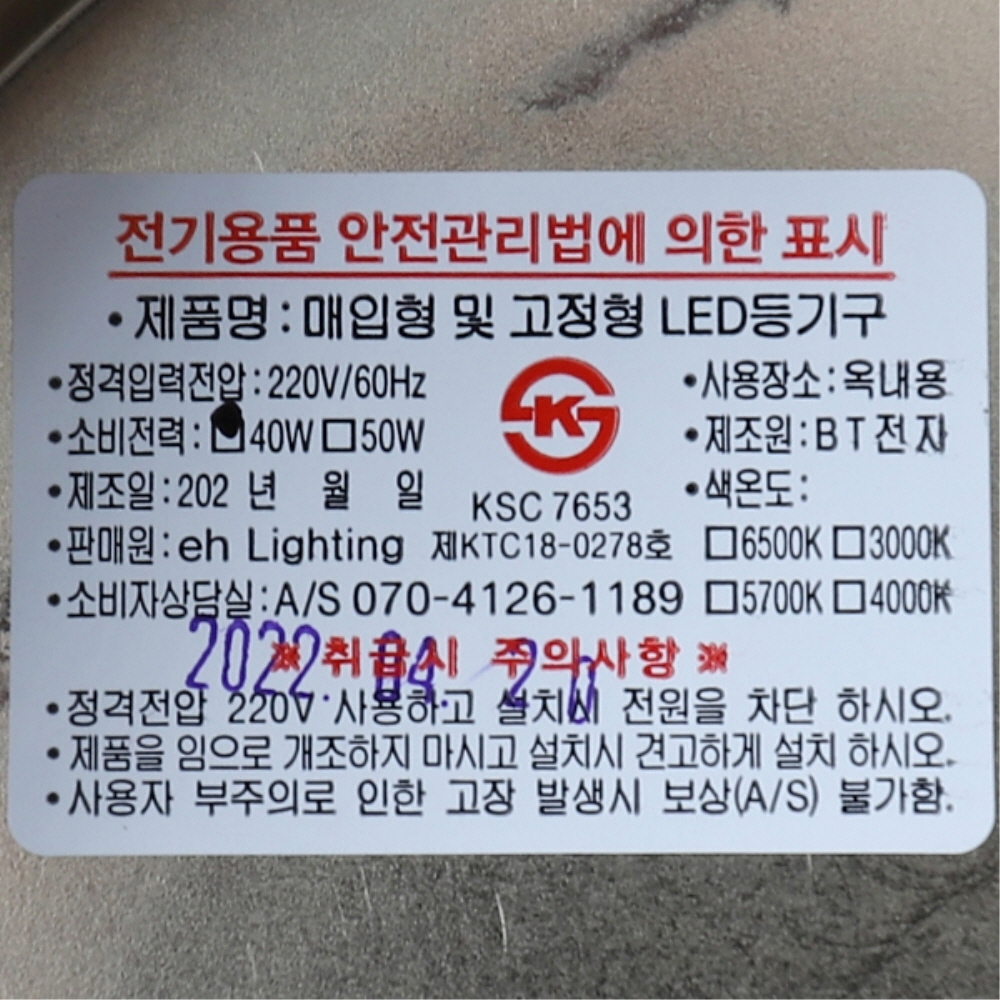 전기용품 안전관리법에 의한 표시
•제품명:매입형 및 고정형 LED등기구
•정격입력전압:220V/60Hz
•사용장소:옥내용
•소비전력:□40W□50W
K
•제조원:BT전자
•제조일:202 년 월 일
KSC 7653
•색온도:
•판매원:eh Lighting 제KTC18-0278호 □6500K□3000K
•소비자상담실:A/S 070-4126-1189 □5700K□4000K
2022. 04. 20
※취급시 주의사항※
•정격전압 220V 사용하고 설치시 전원을 차단 하시오.
•제품을 임으로 개조하지 마시고 설치시 견고하게 설치 하시오.
•사용자 부주의로 인한 고장 발생시 보상(A/S) 불가함.